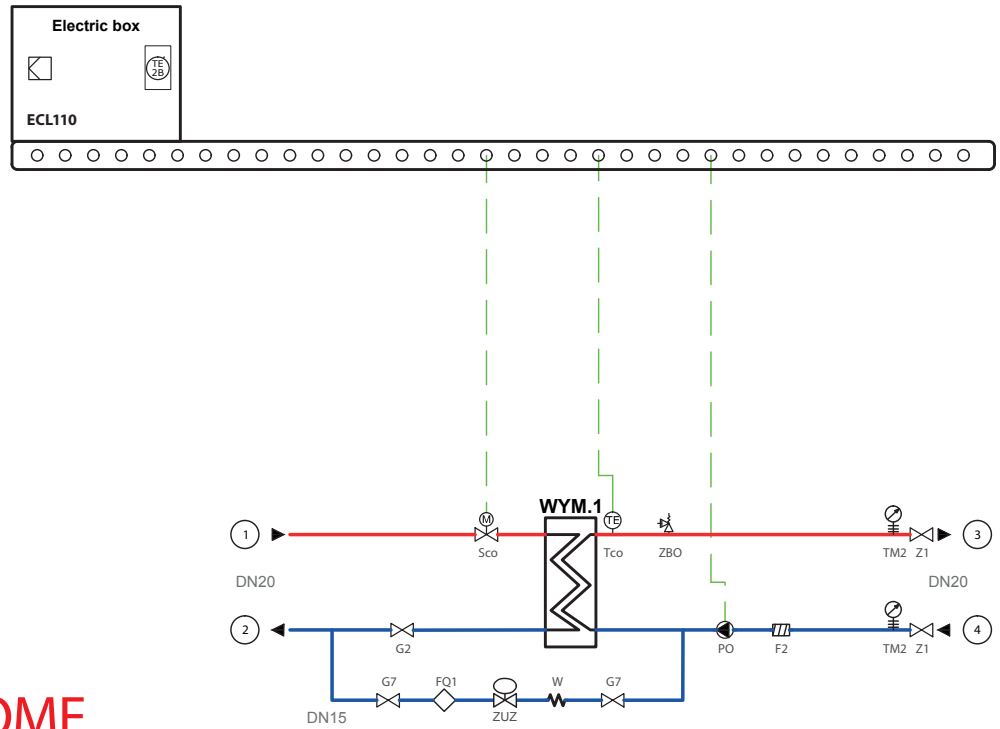 Electric box
TE
2B
ECL110
WYM.1
M
TE
1
Sco
Tco
ZBO
TM2 Z1
3
DN20
DN20
2
G2
PO
F2
TM2 Z1
4
G7
FQ1
ZUZ
W
G7
DN15